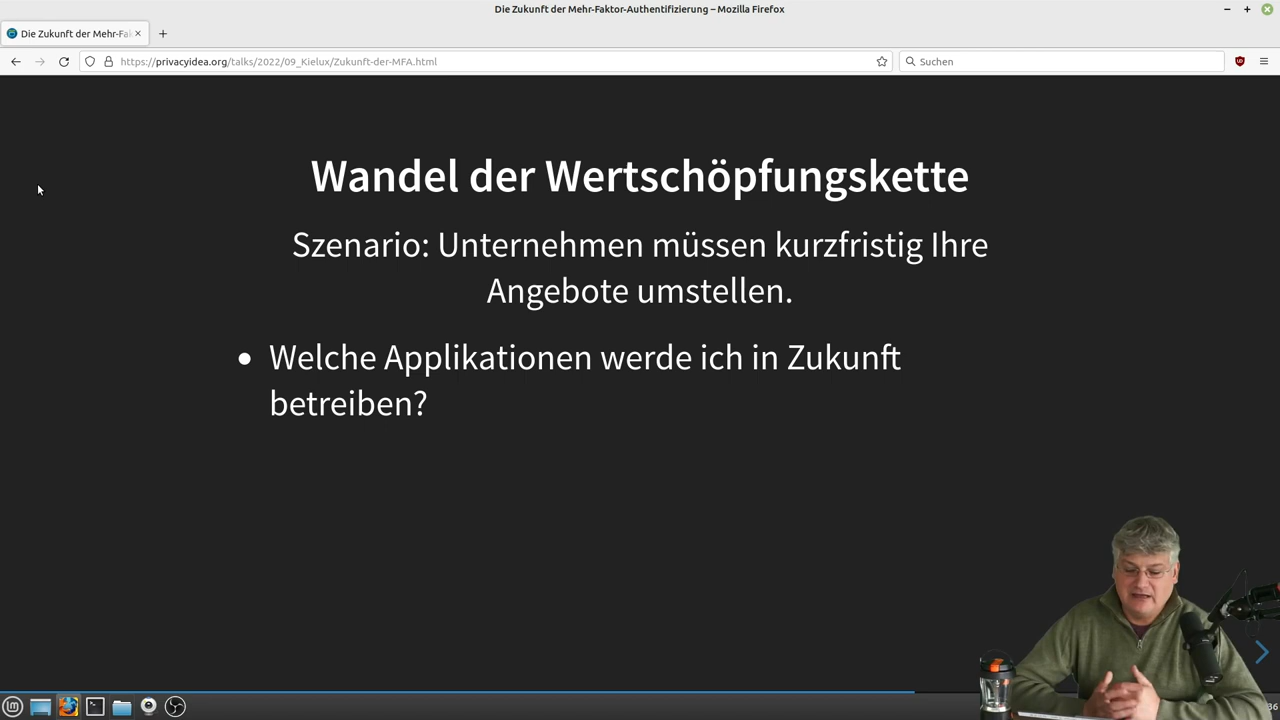 Die Zukunft der Mehr-Faktor-Authentifizierung – Mozilla Firefox
Die Zukunft der Mehr-Fa
https://privacyidea.org/talks/2022/09_Kielux/Zukunft-der-MFA.html
Suchen
Wandel der Wertschöpfungskette
Szenario: Unternehmen müssen kurzfristig Ihre
Angebote umstellen.
• Welche Applikationen werde ich in Zukunft
betreiben?
36